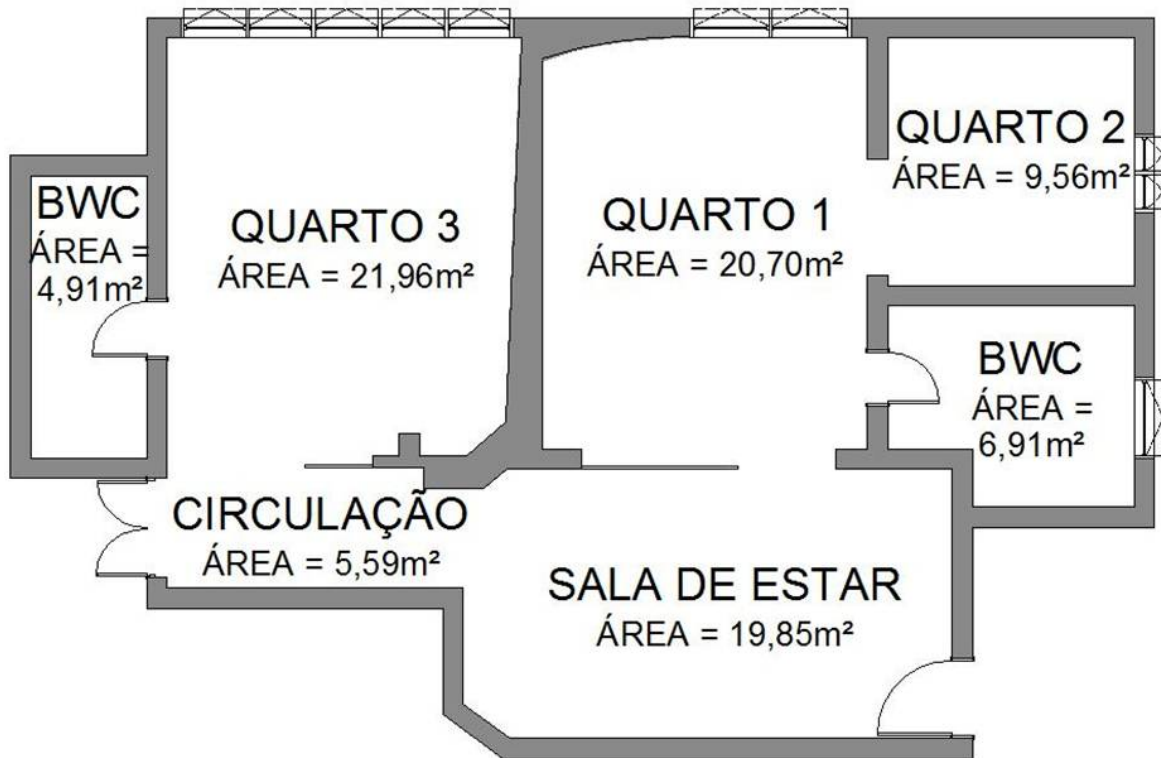 BWC
ÁREA =
4,91m²
QUARTO 3
ÁREA = 21,96m²
QUARTO 1
ÁREA = 20,70m²
QUARTO 2
ÁREA = 9,56m²
BWC
ÁREA =
6,91m²
CIRCULAÇÃO
ÁREA = 5,59m²
SALA DE ESTAR
ÁREA = 19,85m²